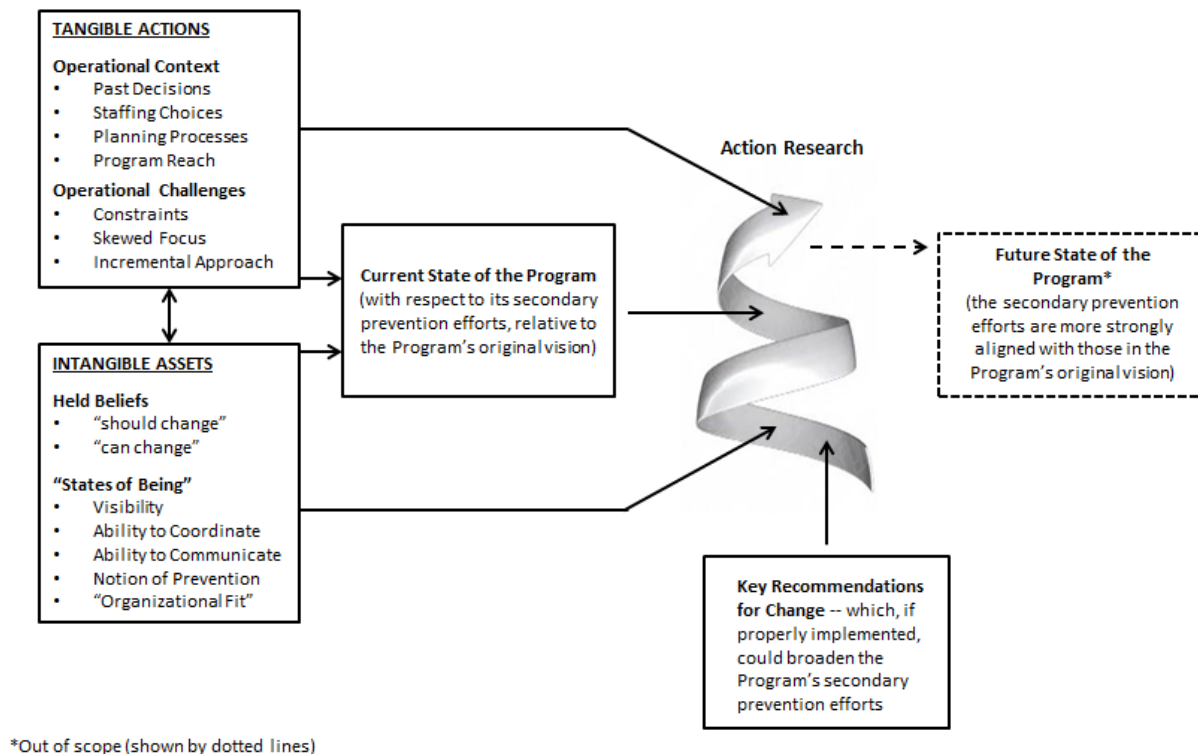 TANGIBLE ACTIONS
Operational Context
• Past Decisions
• Staffing Choices
• Planning Processes
• Program Reach
Operational Challenges
• Constraints
• Skewed Focus
• Incremental Approach
INTANGIBLE ASSETS
Held Beliefs
• “should change”
• “can change”
“States of Being”
• Visibility
• Ability to Coordinate
• Ability to Communicate
• Notion of Prevention
• “Organizational Fit”
Current State of the Program
(with respect to its secondary
prevention efforts, relative to
the Program’s original vision)
Action Research
Future State of the
Program*
(the secondary prevention
efforts are more strongly
aligned with those in the
Program’s original vision)
Key Recommendations
for Change -- which, if
properly implemented,
could broaden the
Program’s secondary
prevention efforts
*Out of scope (shown by dotted lines)